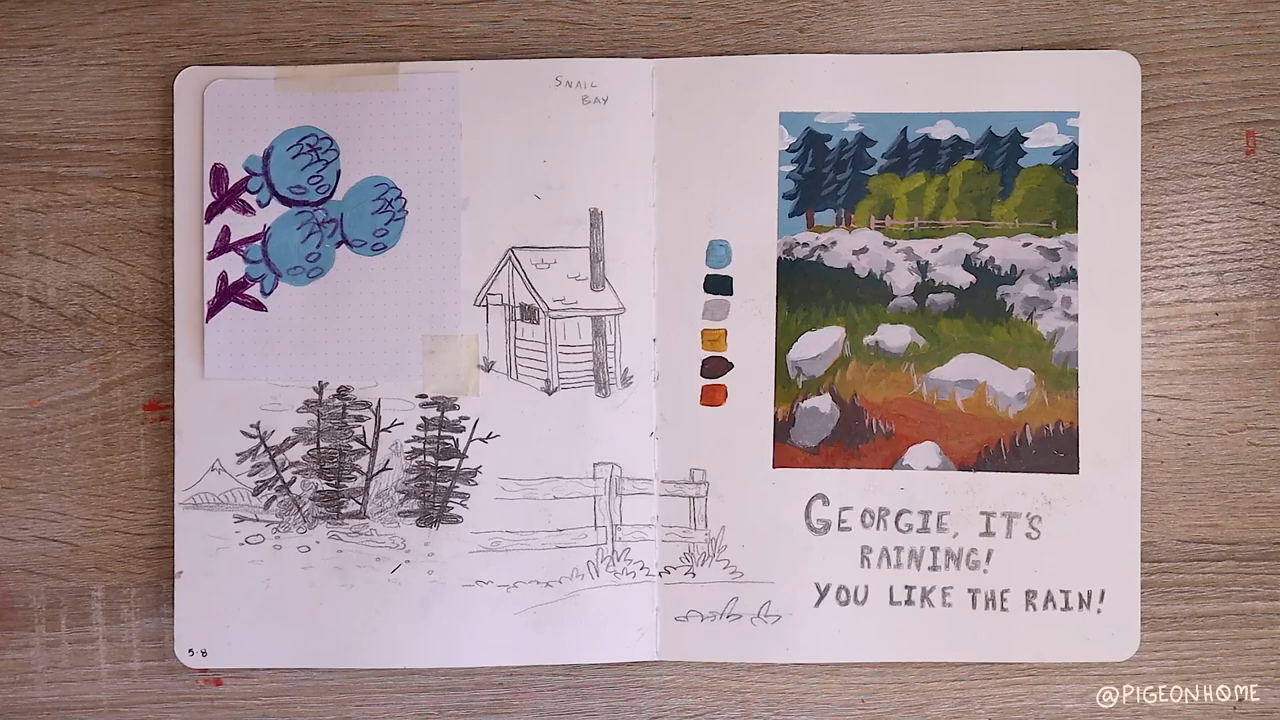 SNAIL
BAY
GEORGIE, IT'S
RAINING!
YOU LIKE THE RAIN!
5.8
@PIGEONHOME